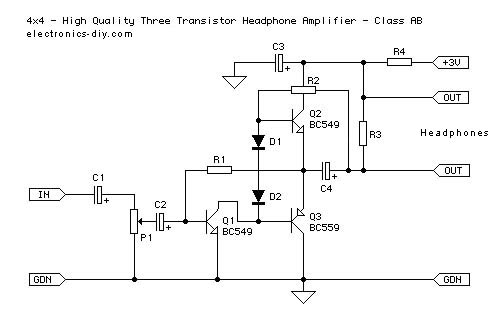 4x4 - High Quality Three Transistor Headphone Amplifier - Class AB
electronics-diy.com
C3
+
R4
+3V
R2
OUT
Q2
BC549
D1
R3
Headphones
R1
C4
+
OUT
C1
+
IN
C2
+
D2
P1
Q1
BC549
Q3
BC559
GDN
GDN